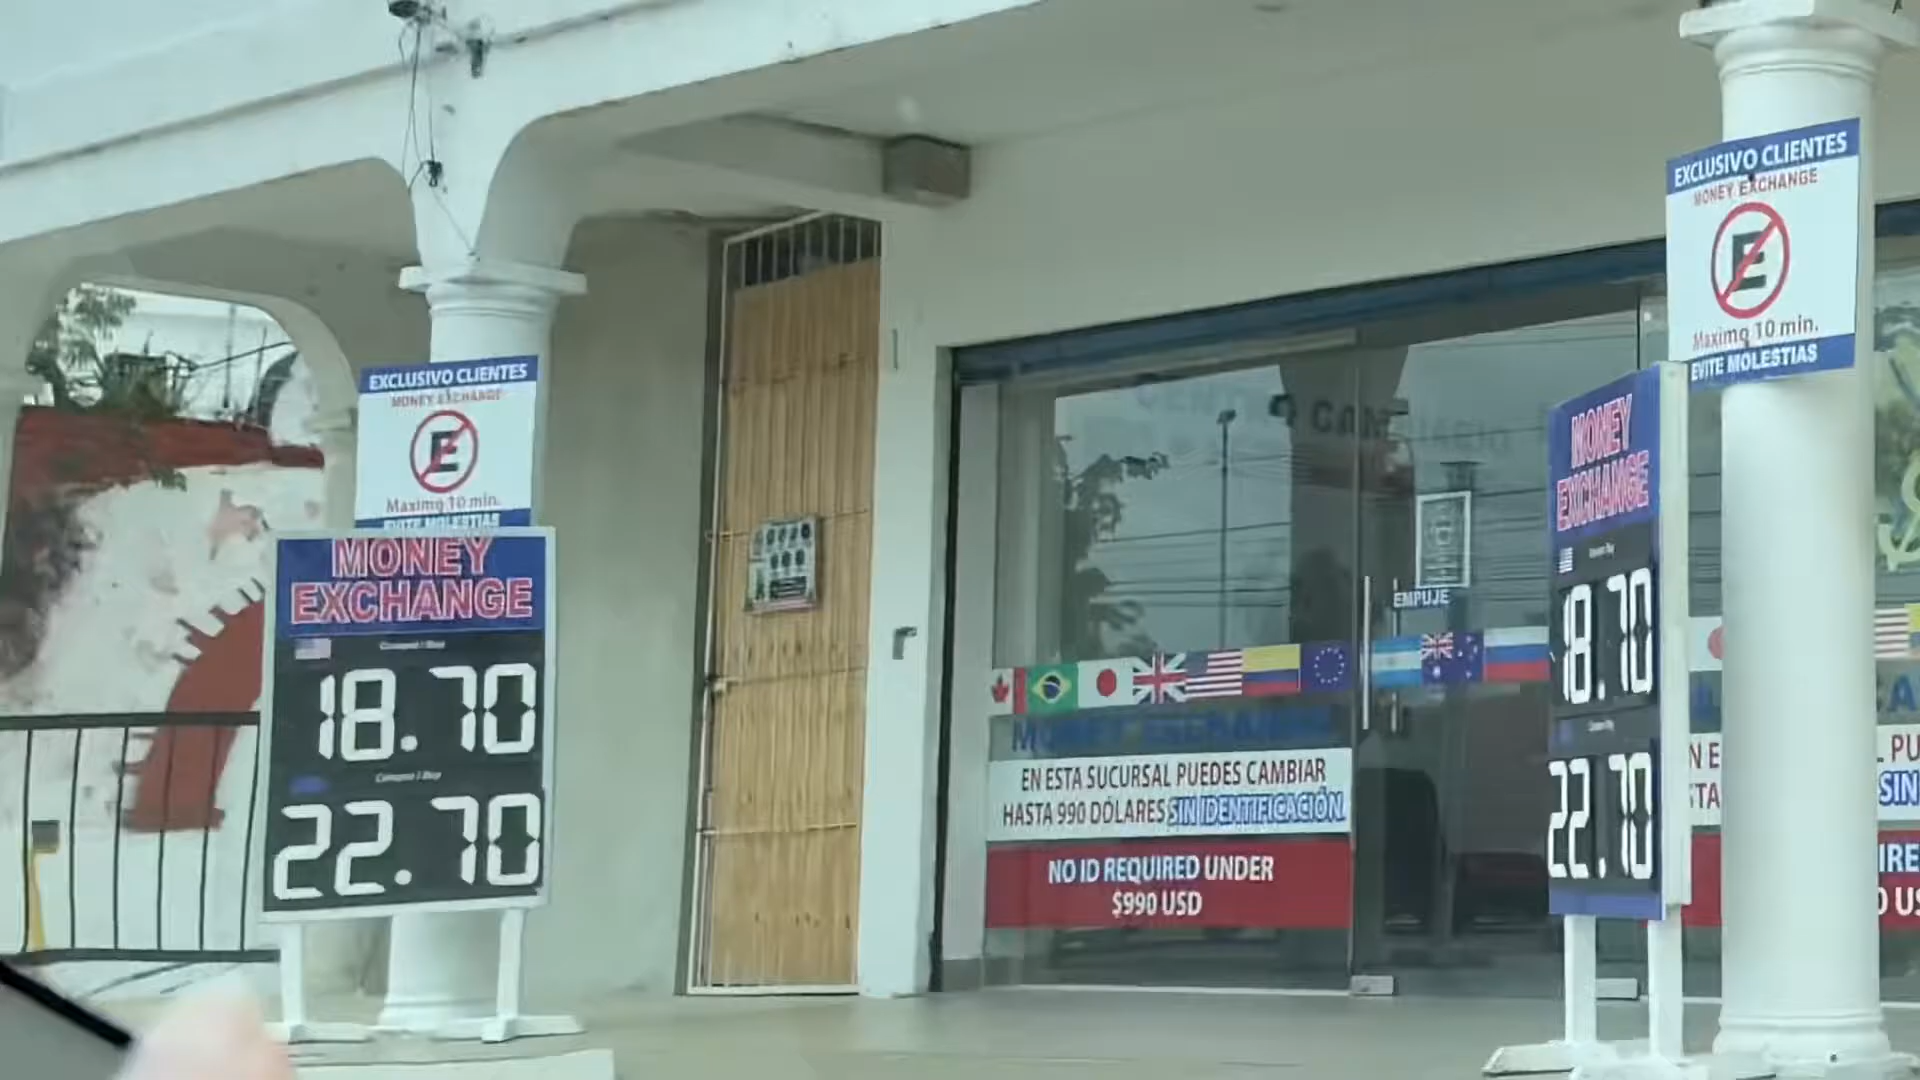 EXCLUSIVO CLIENTES
MONEY EXCHANGE
E
Maximo 10 min.
EVITE MOLESTIAS
MONEY
EXCHANGE
18.70
22.70
EMPUJE
MONEY EXCHANGE
EN ESTA SUCURSAL PUEDES CAMBIAR
HASTA 990 DÓLARES SIN IDENTIFICACIÓN.
NO ID REQUIRED UNDER
$990 USD
EXCLUSIVO CLIENTES
MONEY EXCHANGE
E
Maximo 10 min.
EVITE MOLESTIAS
MONEY
EXCHANGE
18.70
22.70